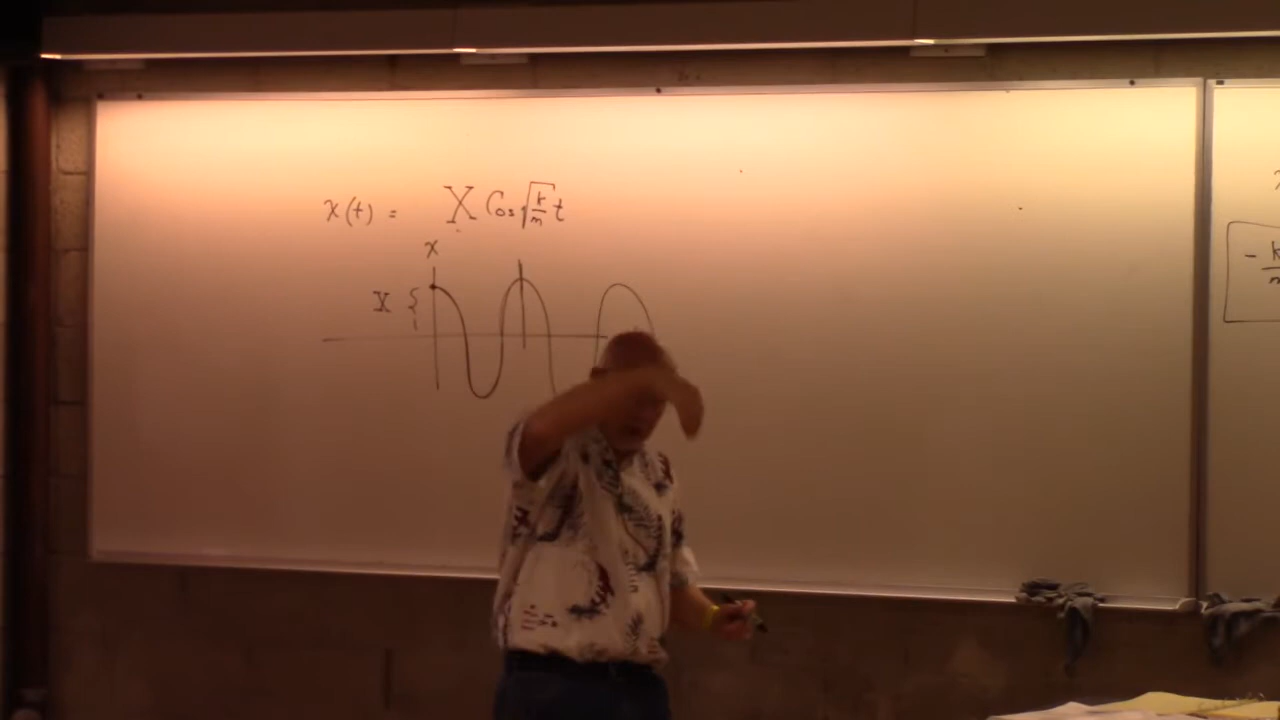 x(t) = X Cos √(k/m) t
x
X {
- k/m